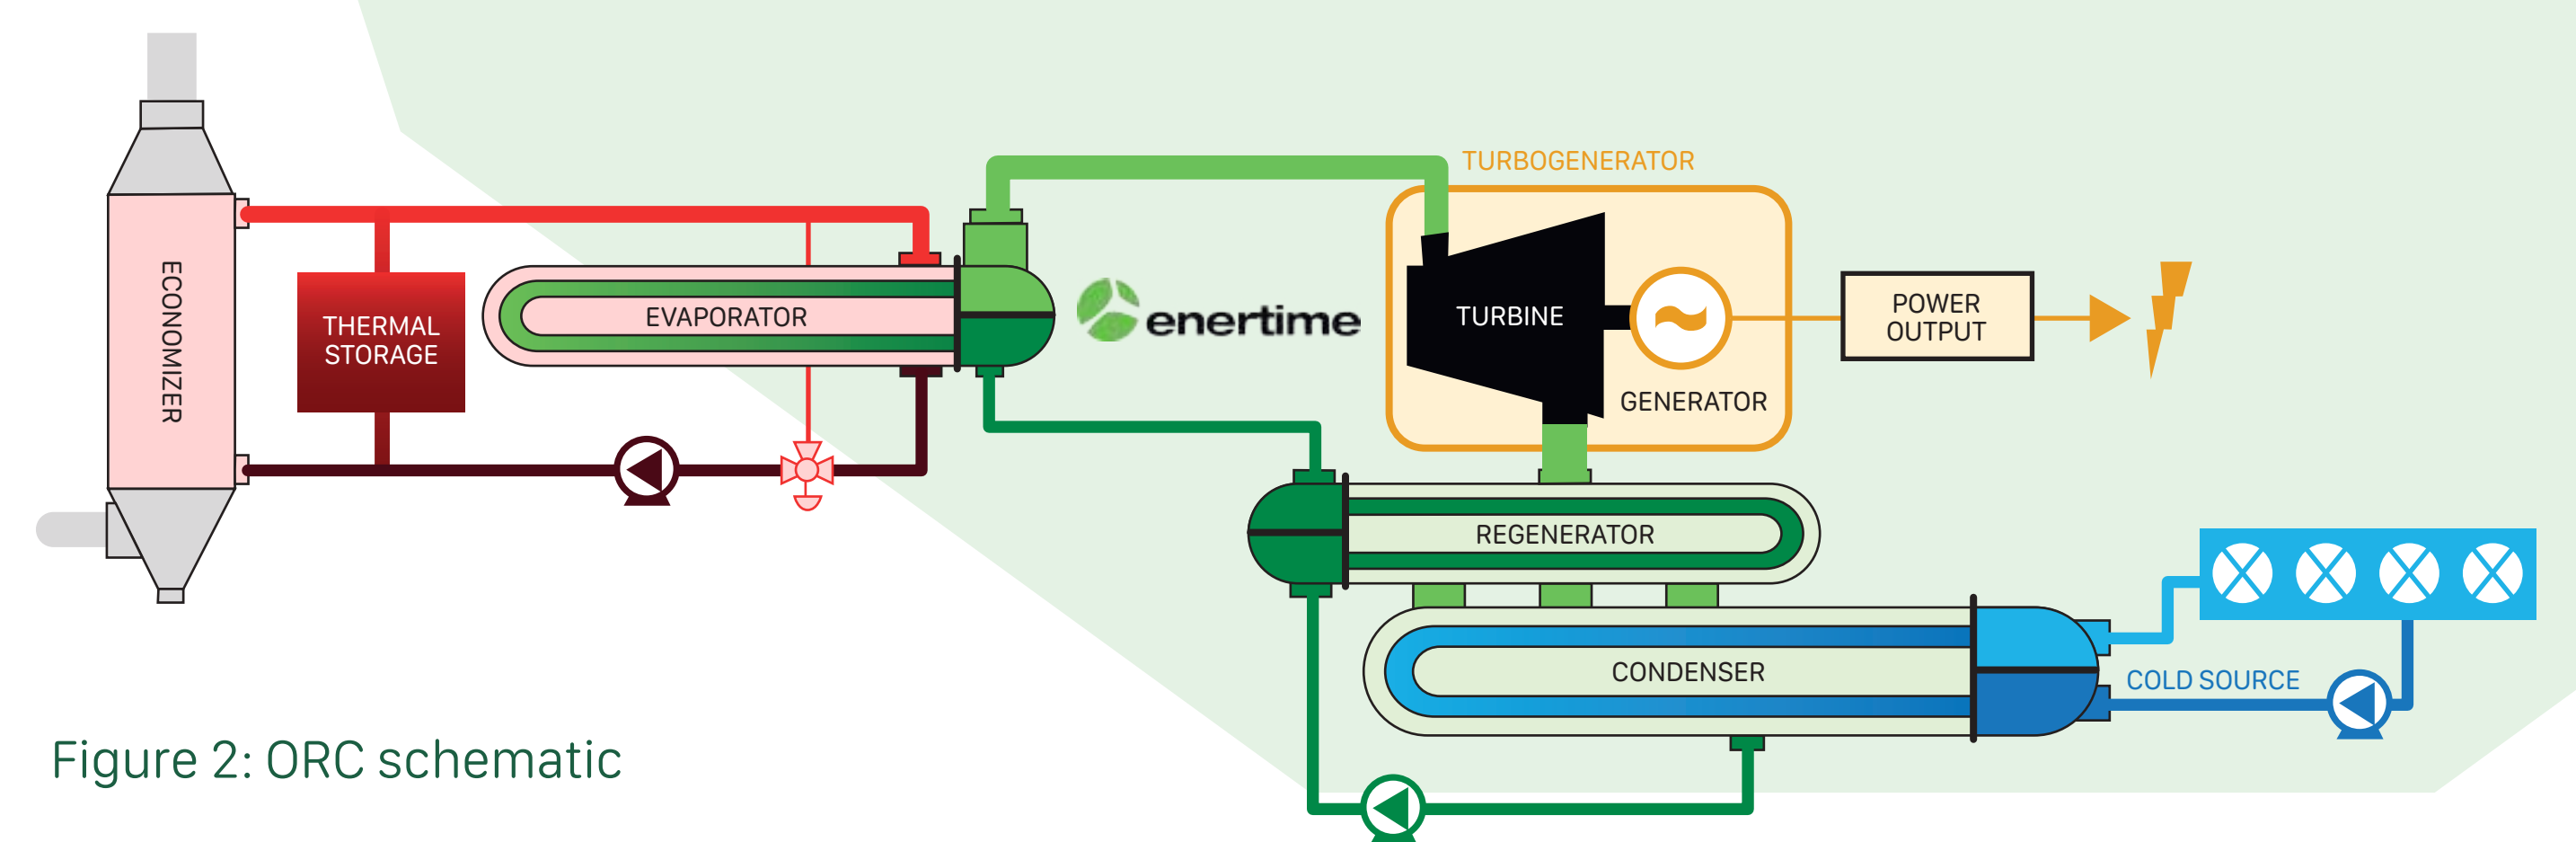 TURBOGENERATOR
ECONOMIZER
THERMAL
STORAGE
EVAPORATOR
enertime
TURBINE
GENERATOR
POWER
OUTPUT
REGENERATOR
CONDENSER
COLD SOURCE
Figure 2: ORC schematic